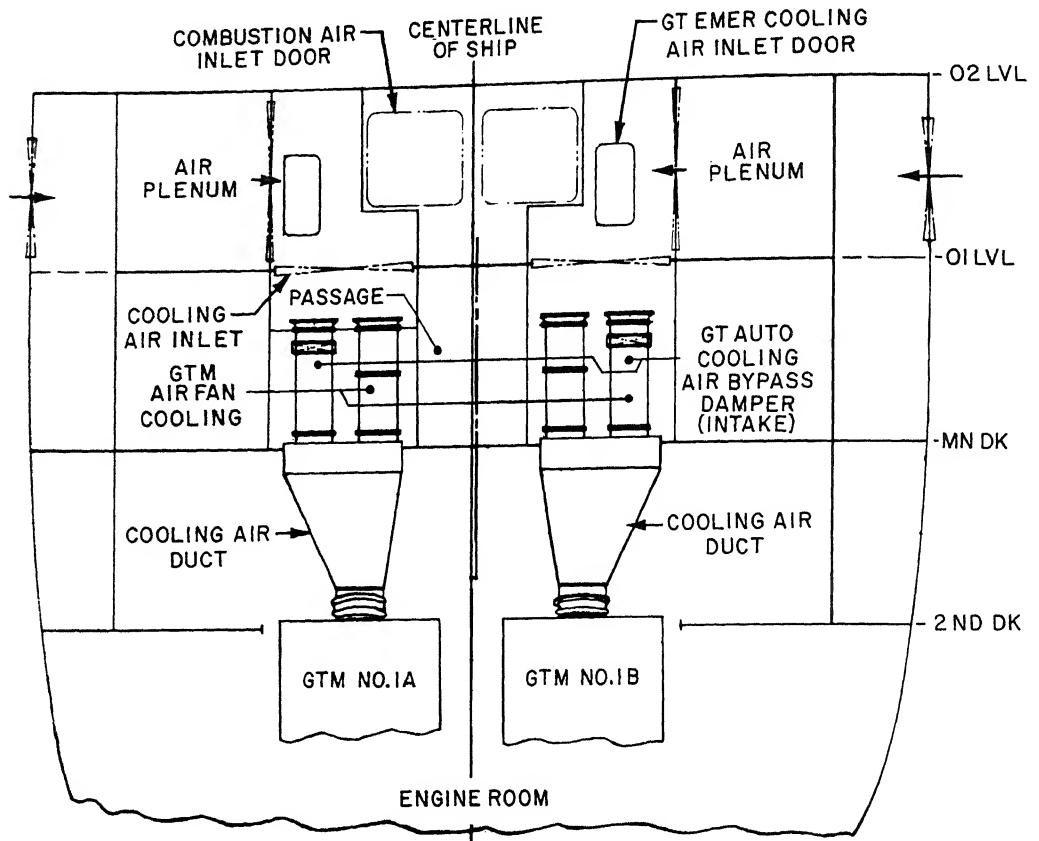 COMBUSTION AIR
INLET DOOR
CENTERLINE
OF SHIP
GT EMER COOLING
AIR INLET DOOR
02 LVL
AIR
PLENUM
AIR
PLENUM
01 LVL
COOLING
AIR INLET
PASSAGE
GTM
AIR FAN
COOLING
GT AUTO
COOLING
AIR BYPASS
DAMPER
(INTAKE)
MN DK
COOLING AIR
DUCT
COOLING AIR
DUCT
2ND DK
GTM NO.1A
GTM NO.1B
ENGINE ROOM